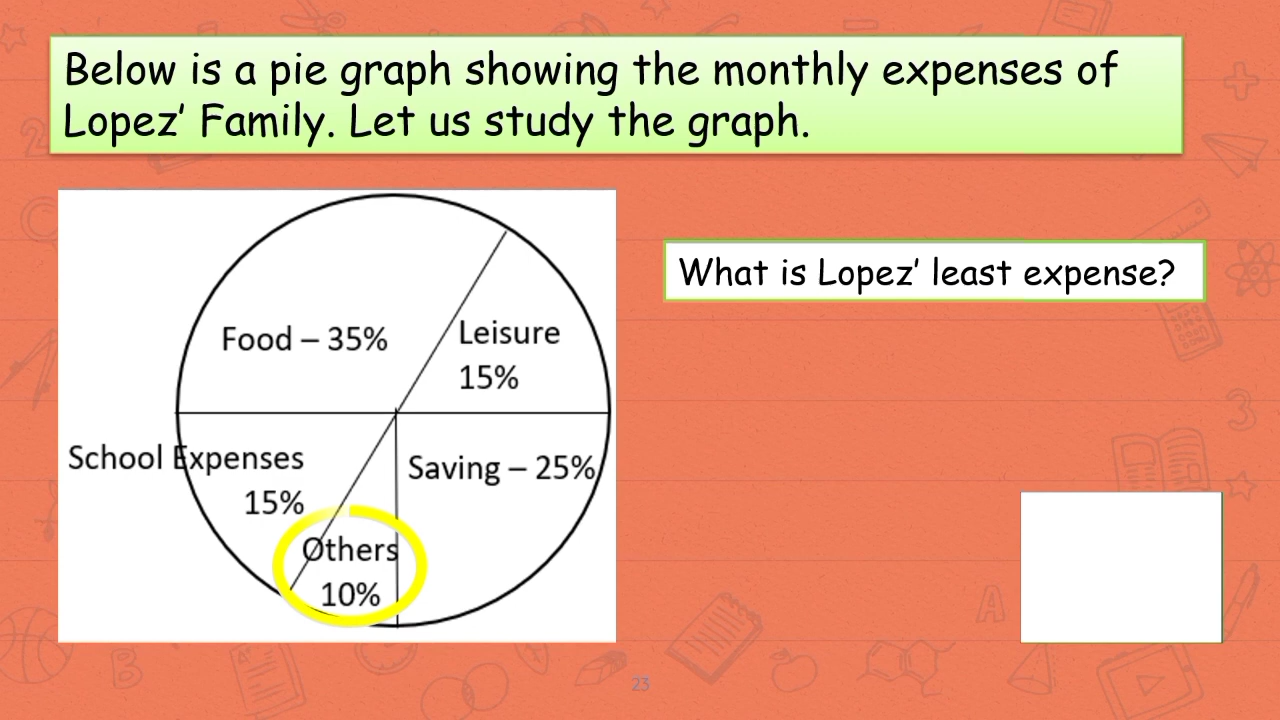 Below is a pie graph showing the monthly expenses of
Lopez’ Family. Let us study the graph.
Food – 35%
Leisure
15%
School Expenses
15%
Saving – 25%
Others
10%
What is Lopez’ least expense?
23